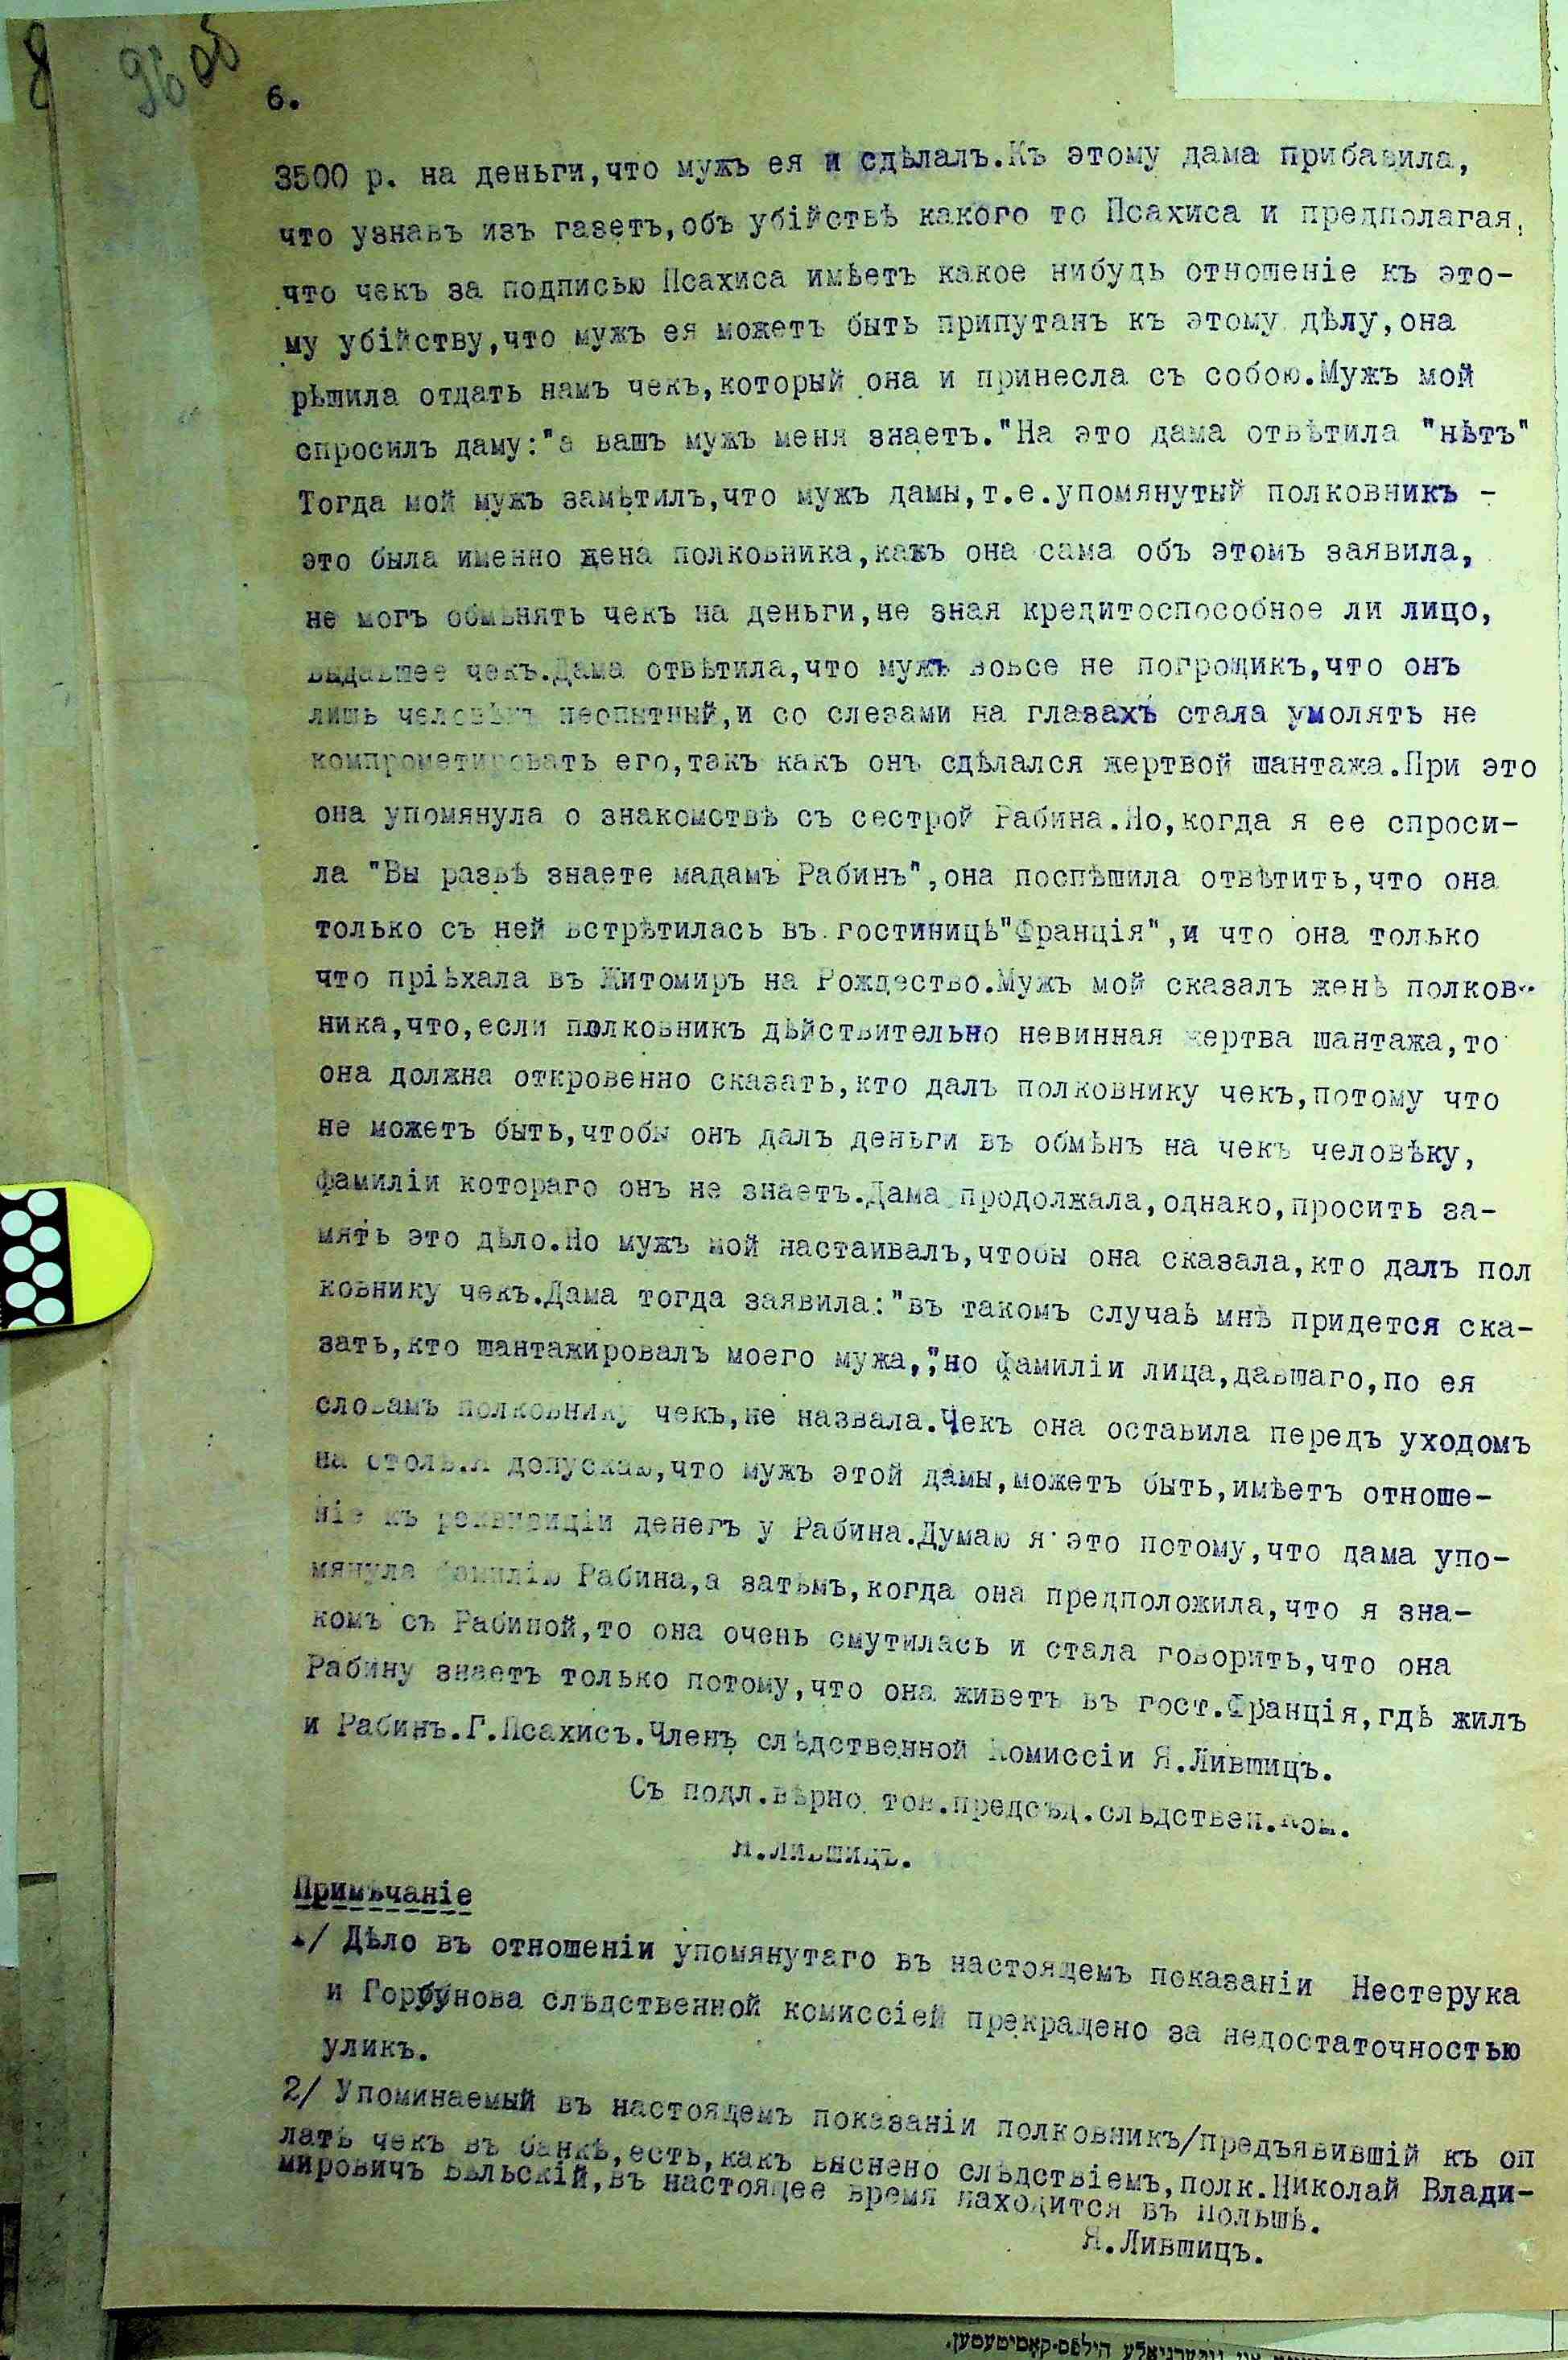 8
96 об
6.
3500 р. на деньги,что мужъ ея и сдѣлалъ.Къ этому дама прибавила,
что узнавъ изъ газетъ,объ убійствѣ какого то Псахиса и предполагая,
что чекъ за подписью Псахиса имѣетъ какое нибудь отношеніе къ это-
му убійству,что мужъ ея можетъ быть припутанъ къ этому дѣлу,она
рѣшила отдать намъ чекъ,который она и принесла съ собою.Мужъ мой
спросилъ даму:"а вашъ мужъ меня знаетъ."На это дама отвѣтила "нѣтъ"
Тогда мой мужъ замѣтилъ,что мужъ дамы,т.е.упомянутый полковникъ -
это была именно жена полковника,какъ она сама объ этомъ заявила,
не могъ обмѣнять чекъ на деньги,не зная кредитоспособное ли лицо,
выдавшее чекъ.Дама отвѣтила,что мужъ вовсе не погромщикъ,что онъ
лишь человѣкъ неопытный,и со слезами на глазахъ стала умолять не
компрометировать его,такъ какъ онъ сдѣлался жертвой шантажа.При это
она упомянула о знакомствѣ съ сестрой Рабина.Но,когда я ее спроси-
ла "Вы развѣ знаете мадамъ Рабинъ",она поспѣшила отвѣтить,что она
только съ ней встрѣтилась въ гостиницѣ"Франція",и что она только
что пріѣхала въ Житомиръ на Рождество.Мужъ мой сказалъ женѣ полков-
ника,что,если полковникъ дѣйствительно невинная жертва шантажа,то
она должна откровенно сказать,кто далъ полковнику чекъ,потому что
не можетъ быть,чтобы онъ далъ деньги въ обмѣнъ на чекъ человѣку,
фамиліи котораго онъ не знаетъ.Дама продолжала,однако,просить за-
мять это дѣло.Но мужъ мой настаивалъ,чтобы она сказала,кто далъ пол
ковнику чекъ.Дама тогда заявила:"въ такомъ случаѣ мнѣ придется ска-
зать,кто шантажировалъ моего мужа,",но фамиліи лица,давшаго,по ея
словамъ полковнику чекъ,не назвала.Чекъ она оставила передъ уходомъ
на столѣ.Я допускаю,что мужъ этой дамы,можетъ быть,имѣетъ отноше-
ніе къ реквизиціи денегъ у Рабина.Думаю я это потому,что дама упо-
мянула фамилію Рабина,а затѣмъ,когда она предположила,что я зна-
комъ съ Рабиной,то она очень смутилась и стала говорить,что она
Рабину знаетъ только потому,что она живетъ въ гост.Франція,гдѣ жилъ
и Рабинъ.Г.Псахисъ.Членъ слѣдственной Комиссіи Я.Лившицъ.
Съ подл.вѣрно тов.предсѣд.слѣдствен.Ком.
Я.Лившицъ.
Примѣчаніе
1/ Дѣло въ отношеніи упомянутаго въ настоящемъ показаніи Нестерука
и Горбунова слѣдственной комиссіей прекращено за недостаточностью
уликъ.
2/ Упоминаемый въ настоящемъ показаніи полковникъ/предъявившій къ оп
латѣ чекъ въ банкѣ,есть,какъ выснено слѣдствіемъ,полк.Николай Влади-
мировичъ Бѣльскій,въ настоящее время находится въ Польшѣ.
Я.Лившицъ.
הילפס-קאמיטעטען.